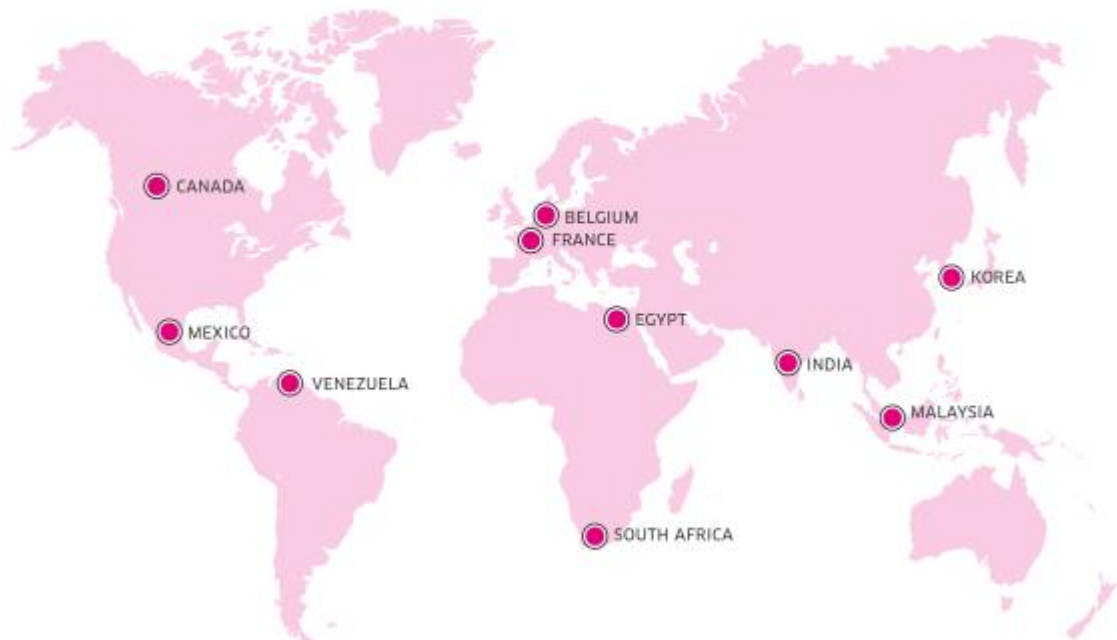 CANADA
BELGIUM
FRANCE
KOREA
EGYPT
MEXICO
INDIA
VENEZUELA
MALAYSIA
SOUTH AFRICA